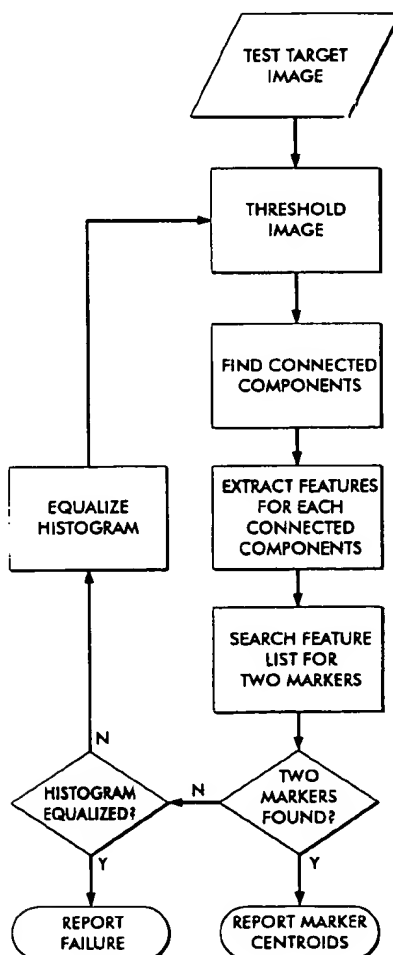 TEST TARGET
IMAGE
THRESHOLD
IMAGE
FIND CONNECTED
COMPONENTS
EQUALIZE
HISTOGRAM
EXTRACT FEATURES
FOR EACH
CONNECTED
COMPONENTS
SEARCH FEATURE
LIST FOR
TWO MARKERS
N
HISTOGRAM
EQUALIZED?
N
TWO
MARKERS
FOUND?
Y
Y
REPORT
FAILURE
REPORT MARKER
CENTROIDS